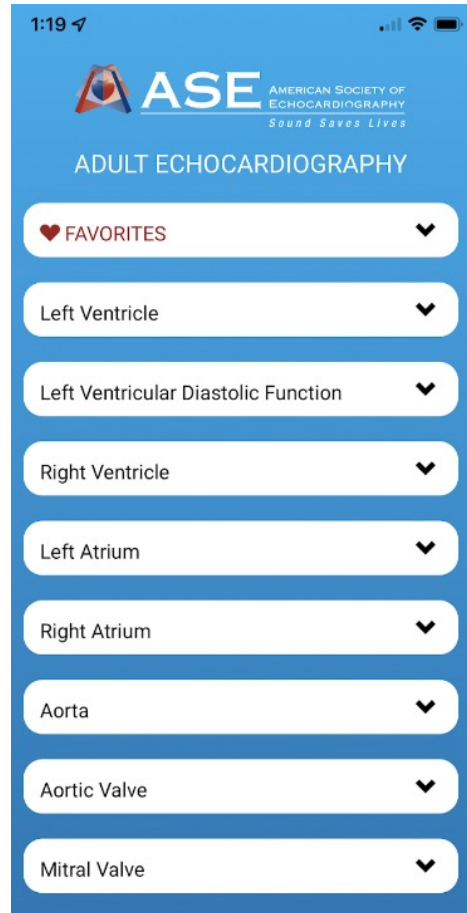 1:19
ASE
AMERICAN SOCIETY OF
ECHOCARDIOGRAPHY
Sound Saves Lives
ADULT ECHOCARDIOGRAPHY
FAVORITES
Left Ventricle
Left Ventricular Diastolic Function
Right Ventricle
Left Atrium
Right Atrium
Aorta
Aortic Valve
Mitral Valve